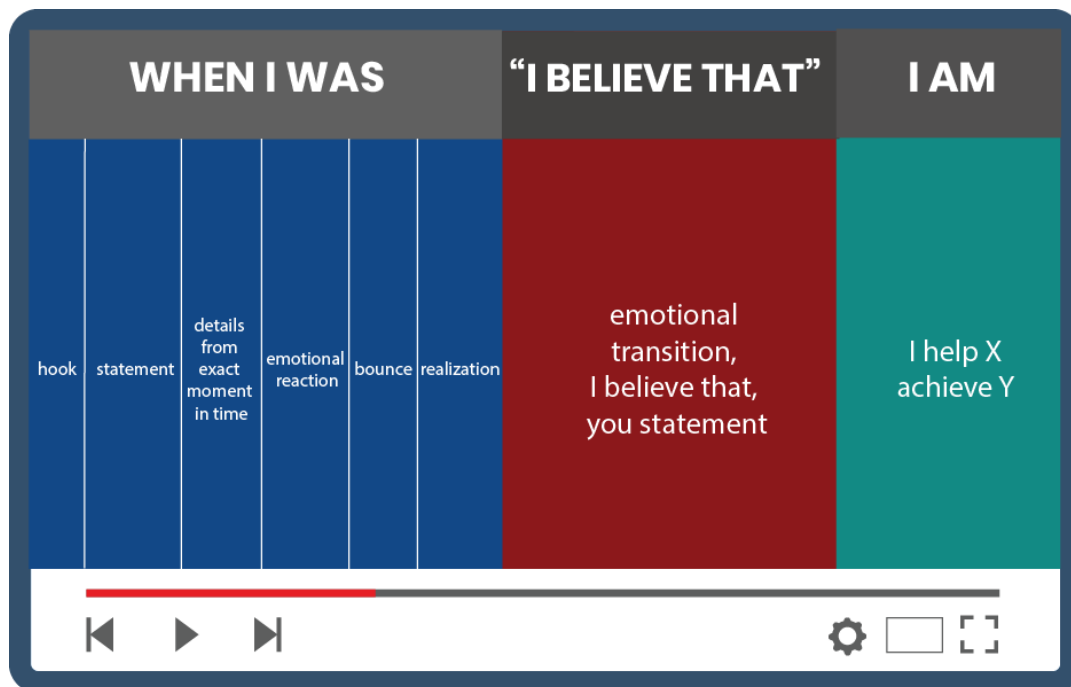 WHEN I WAS
“I BELIEVE THAT”
I AM
hook
statement
details
from
exact
moment
in time
emotional
reaction
bounce
realization
emotional
transition,
I believe that,
you statement
I help X
achieve Y